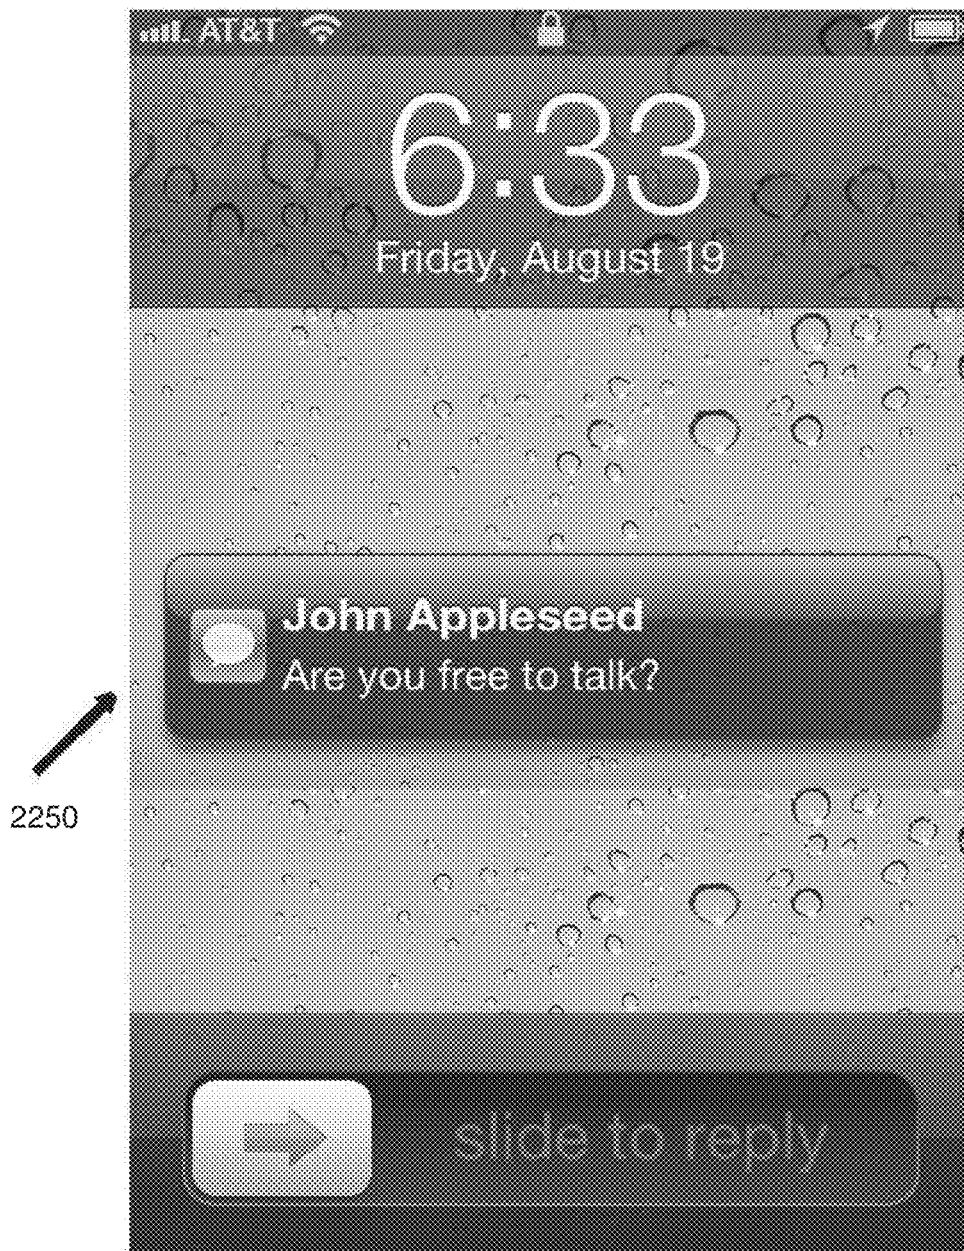 AT&T
6:33
Friday, August 19
John Appleseed
Are you free to talk?
2250
slide to reply